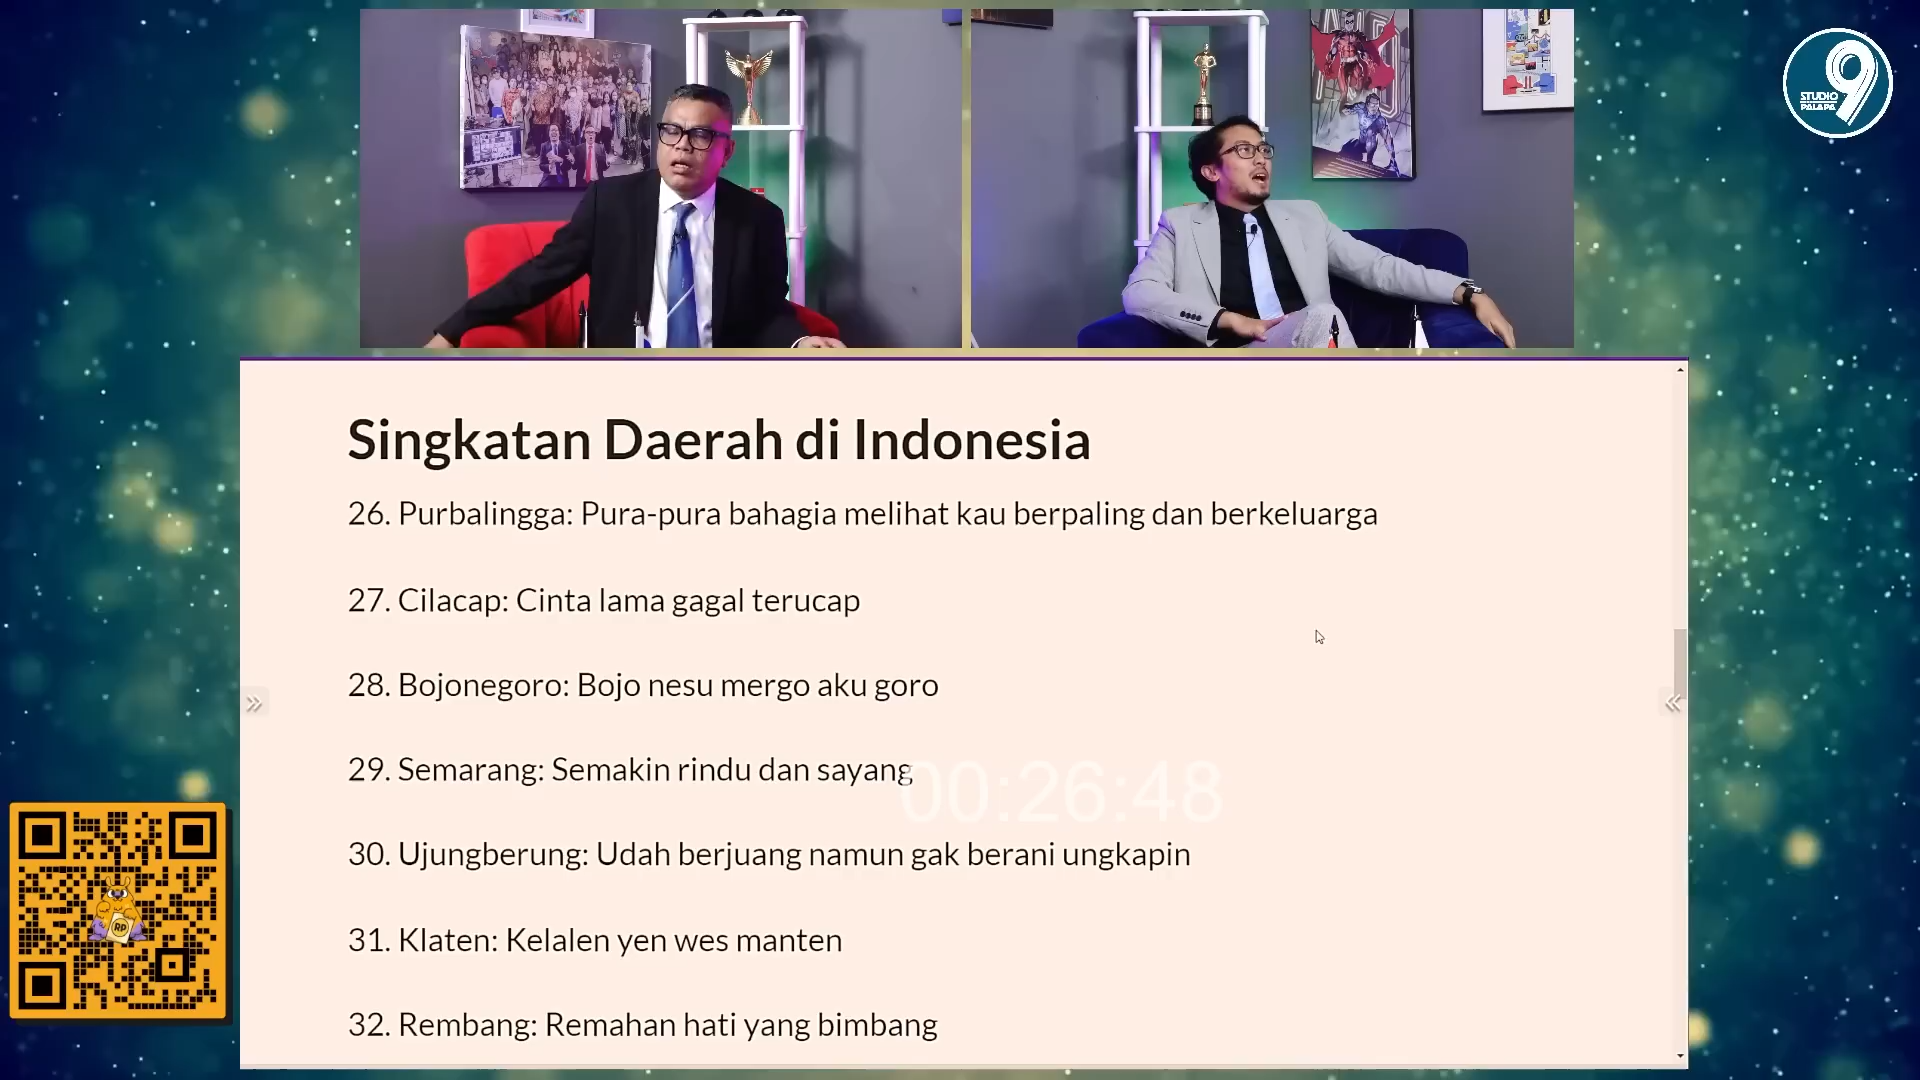 STUDIO
PALAPA
9
Singkatan Daerah di Indonesia
26. Purbalingga: Pura-pura bahagia melihat kau berpaling dan berkeluarga
27. Cilacap: Cinta lama gagal terucap
28. Bojonegoro: Bojo nesu mergo aku goro
29. Semarang: Semakin rindu dan sayang
00:26:48
30. Ujungberung: Udah berjuang namun gak berani ungkapin
31. Klaten: Kelalen yen wes manten
32. Rembang: Remahan hati yang bimbang
RP